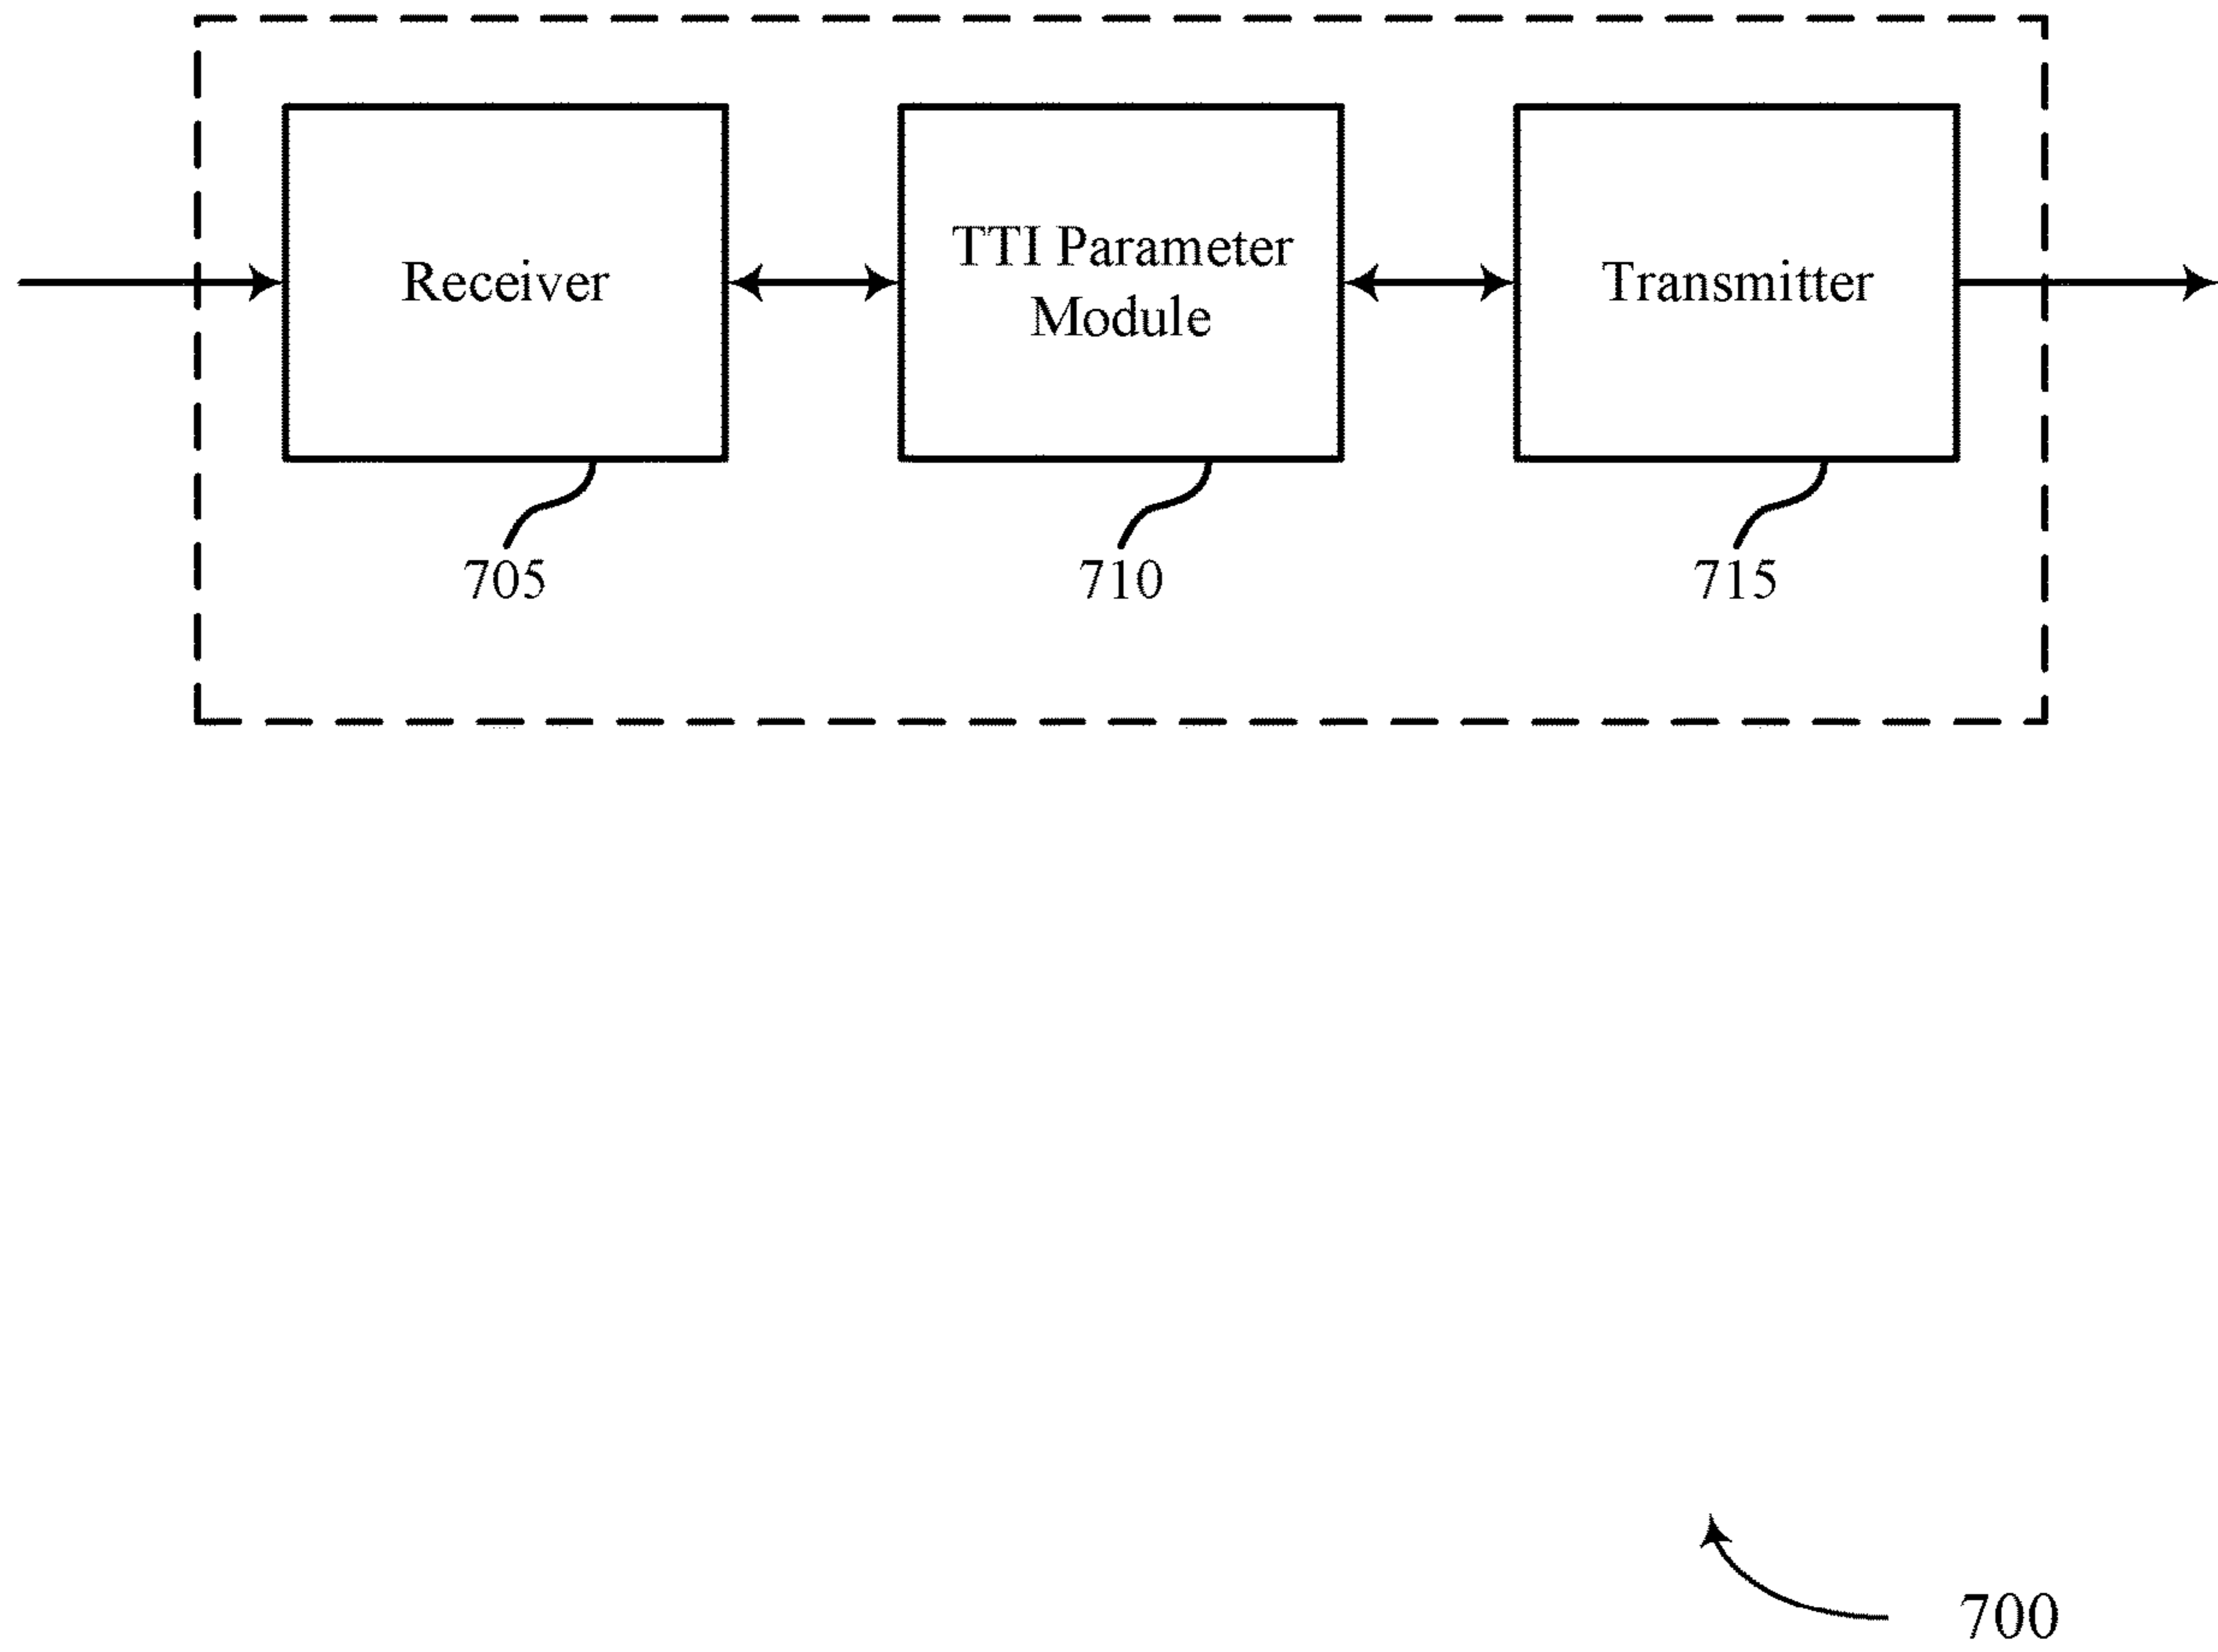 Receiver
TTI Parameter
Module
Transmitter
705
710
715
700